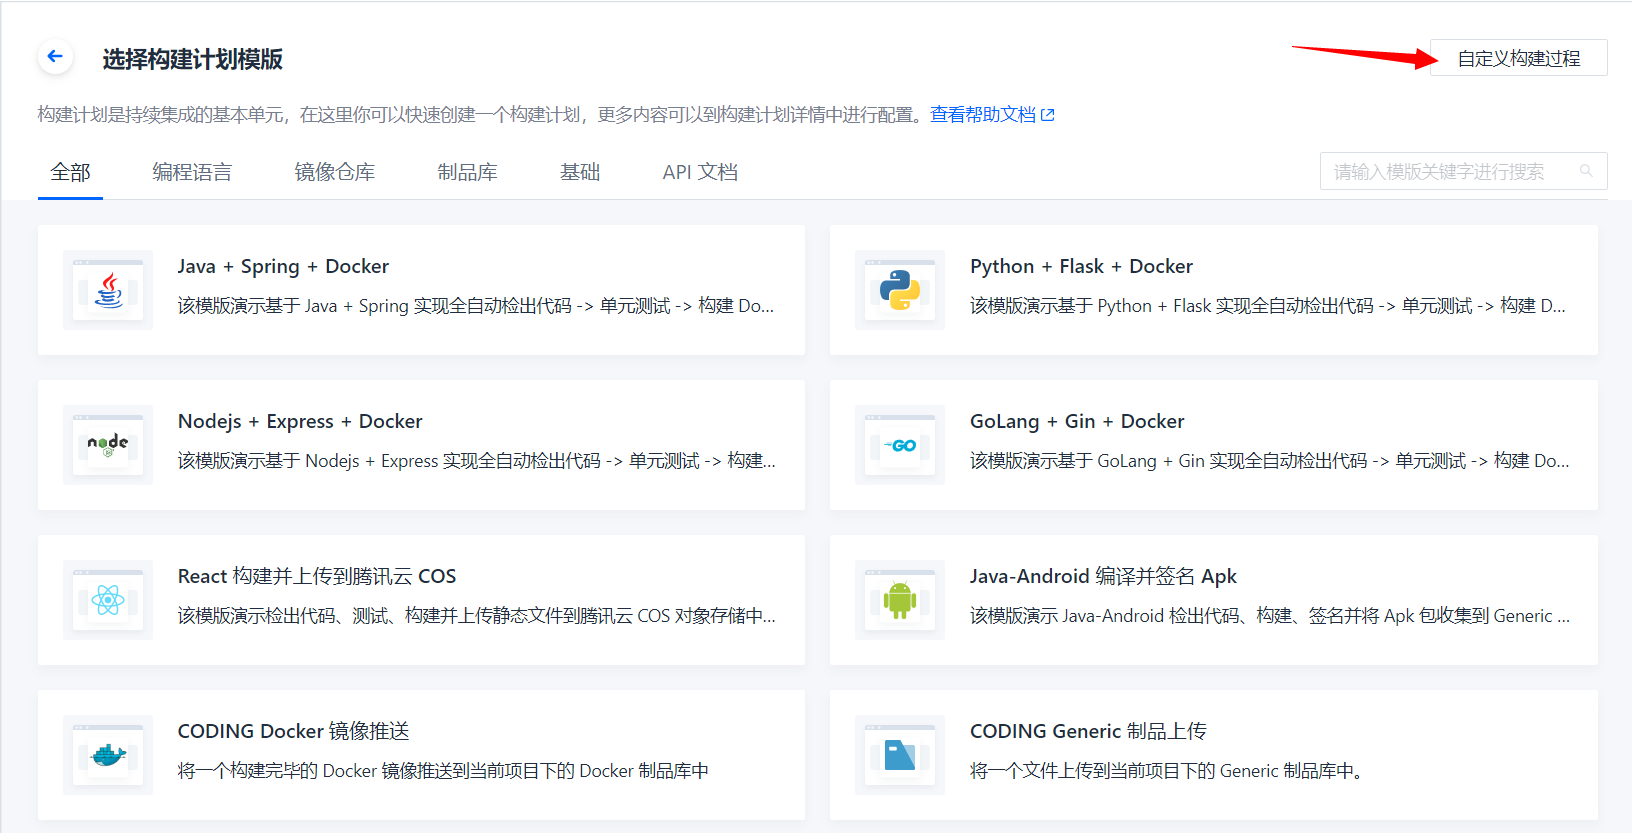 选择构建计划模版
自定义构建过程
构建计划是持续集成的基本单元，在这里你可以快速创建一个构建计划，更多内容可以到构建计划详情中进行配置。查看帮助文档
全部 编程语言 镜像仓库 制品库 基础 API 文档
请输入模版关键字进行搜索
Java + Spring + Docker
该模版演示基于 Java + Spring 实现全自动检出代码 -> 单元测试 -> 构建 Do...
Python + Flask + Docker
该模版演示基于 Python + Flask 实现全自动检出代码 -> 单元测试 -> 构建 D...
node
Nodejs + Express + Docker
该模版演示基于 Nodejs + Express 实现全自动检出代码 -> 单元测试 -> 构建...
GO
GoLang + Gin + Docker
该模版演示基于 GoLang + Gin 实现全自动检出代码 -> 单元测试 -> 构建 Do...
React 构建并上传到腾讯云 COS
该模版演示检出代码、测试、构建并上传静态文件到腾讯云 COS 对象存储中...
Java-Android 编译并签名 Apk
该模版演示 Java-Android 检出代码、构建、签名并将 Apk 包收集到 Generic ...
CODING Docker 镜像推送
将一个构建完毕的 Docker 镜像推送到当前项目下的 Docker 制品库中
CODING Generic 制品上传
将一个文件上传到当前项目下的 Generic 制品库中。